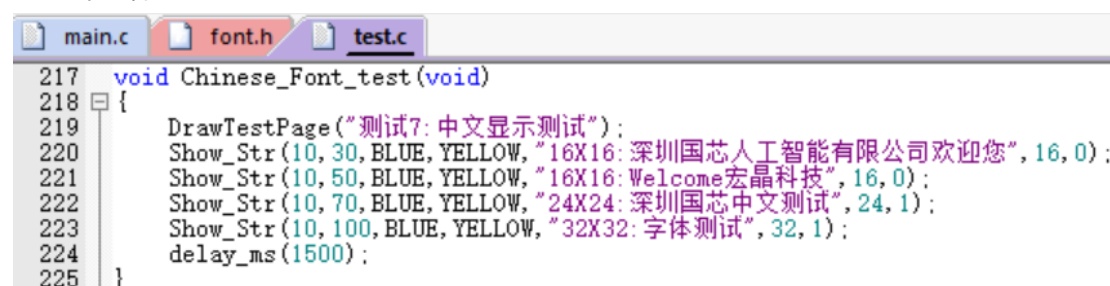 main.c font.h test.c
217 void Chinese_Font_test(void)
218 {
219 DrawTestPage("测试7:中文显示测试");
220 Show_Str(10,30,BLUE,YELLOW,"16X16:深圳国芯人工智能有限公司欢迎您",16,0);
221 Show_Str(10,50,BLUE,YELLOW,"16X16:Welcome宏晶科技",16,0);
222 Show_Str(10,70,BLUE,YELLOW,"24X24:深圳国芯中文测试",24,1);
223 Show_Str(10,100,BLUE,YELLOW,"32X32:字体测试",32,1);
224 delay_ms(1500);
225 }